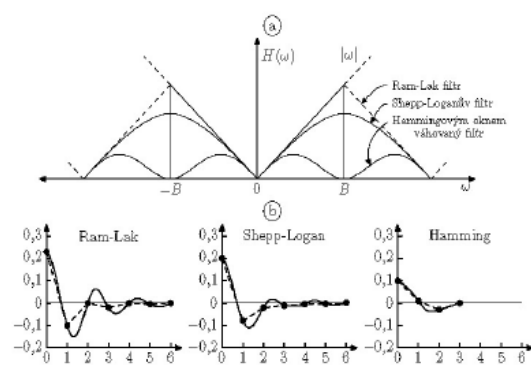 a
H(ω)
|ω|
Ram-Lak filtr
Shepp-Loganův filtr
Hammingovým oknem
váhovaný filtr
−B
0
B
ω
b
0,3
0,2
0,1
0
−0,1
−0,2
Ram-Lak
0 1 2 3 4 5 6
0,3
0,2
0,1
0
−0,1
−0,2
Shepp-Logan
0 1 2 3 4 5 6
0,3
0,2
0,1
0
−0,1
−0,2
Hamming
0 1 2 3 4 5 6